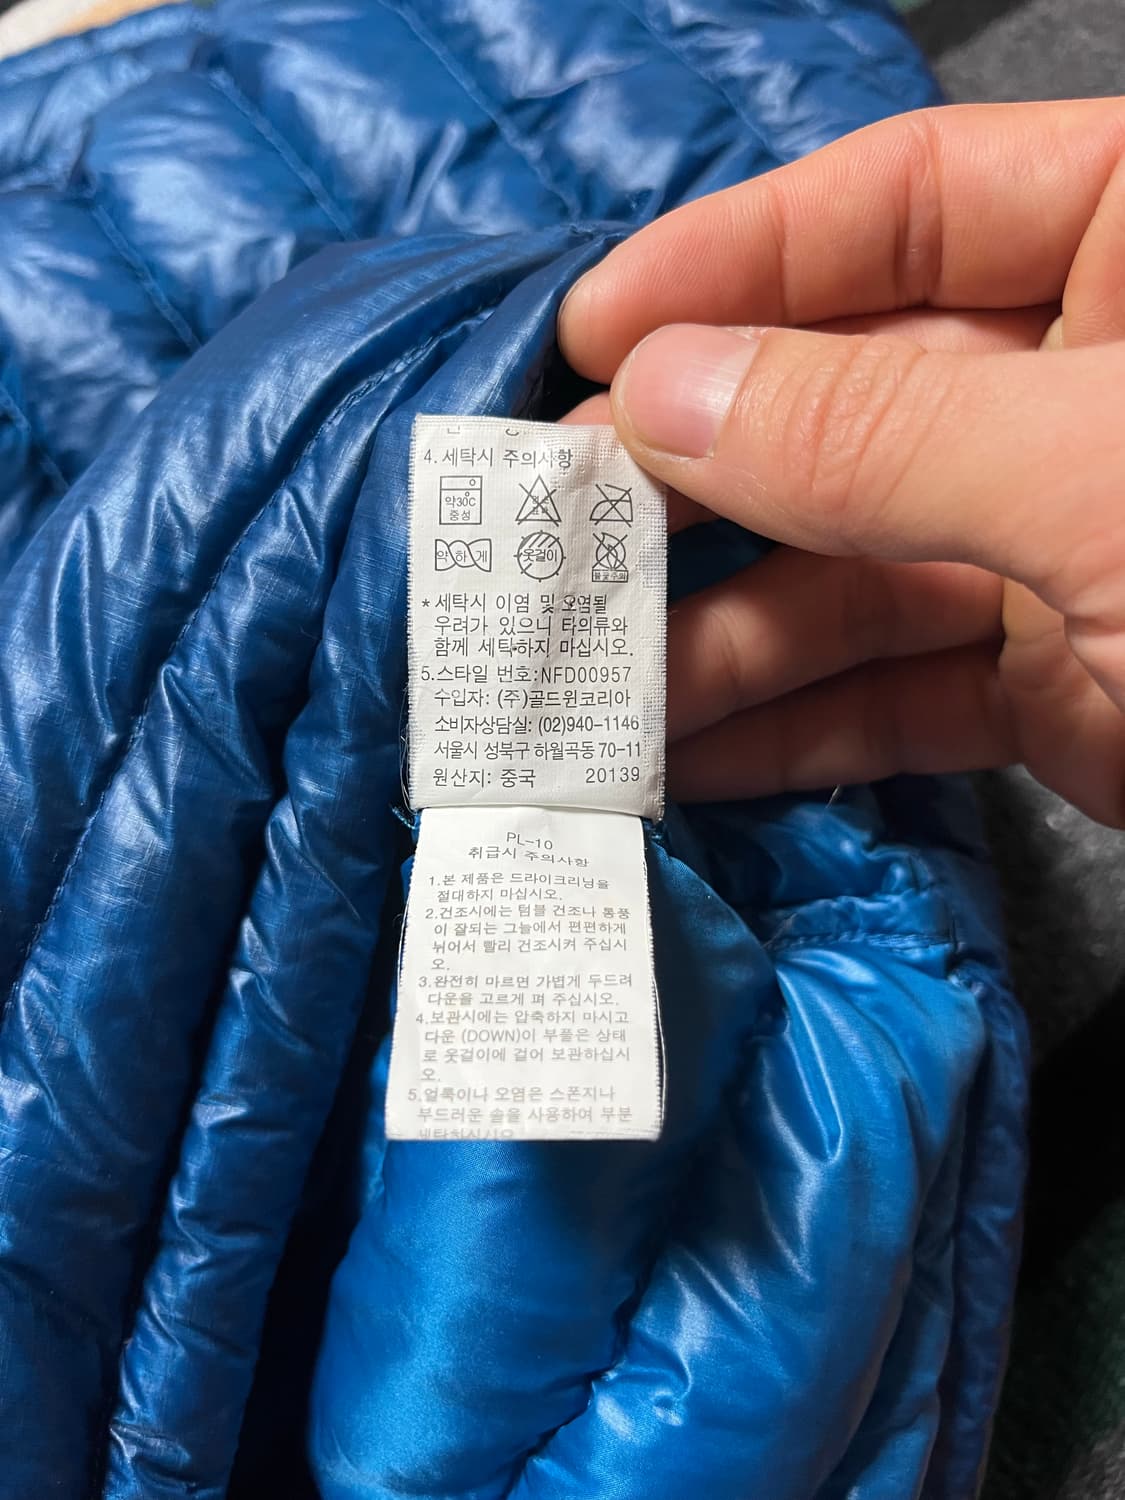 4. 세탁시 주의사항
약30C
중성
약하게
옷걸이
불꽃주의
* 세탁시 이염 및 오염될
우려가 있으니 타의류와
함께 세탁하지 마십시오.
5.스타일 번호:NFD00957
수입자: (주)골드윈코리아
소비자상담실: (02)940-1146
서울시 성북구 하월곡동 70-11
원산지: 중국 20139
PL-10
취급시 주의사항
1.본 제품은 드라이크리닝을
절대하지 마십시오.
2.건조시에는 텀블 건조나 통풍
이 잘되는 그늘에서 편편하게
뉘어서 빨리 건조시켜 주십시
오.
3.완전히 마르면 가볍게 두드려
다운을 고르게 펴 주십시오.
4.보관시에는 압축하지 마시고
다운 (DOWN)이 부풀은 상태
로 옷걸이에 걸어 보관하십시
오.
5.얼룩이나 오염은 스폰지나
부드러운 솔을 사용하여 부분
세탁하십시오.